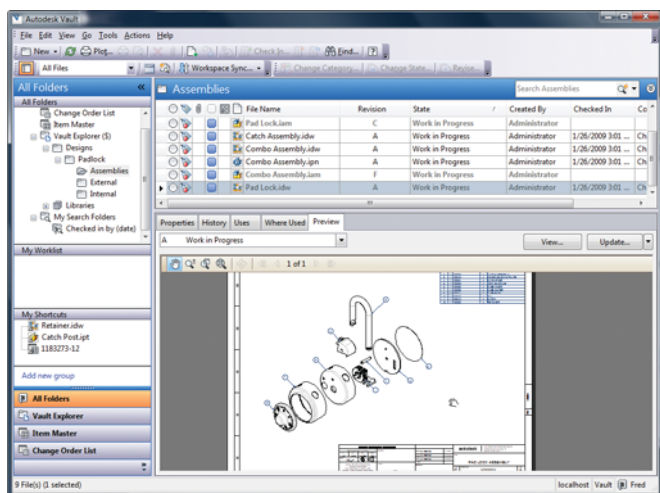 Autodesk Vault
File Edit View Go Tools Actions Help
New Plot... Check In... Find...
All Files Workspace Sync... Change Category... Change State... Revise...
All Folders
All Folders
Change Order List
Item Master
Vault Explorer ($)
Designs
Padlock
Assemblies
External
Internal
Libraries
My Search Folders
Checked in by (date)
My Worklist
My Shortcuts
Retainer.idw
Catch Post.ipt
1183273-12
Add new group
All Folders
Vault Explorer
Item Master
Change Order List
Assemblies Search Assemblies
File Name Revision State Created By Checked In Co
Pad Lock.iam C Work in Progress Administrator
Catch Assembly.idw A Work in Progress Administrator 1/26/2009 3:01 ... Ch
Combo Assembly.idw A Work in Progress Administrator 1/26/2009 3:01 ... Ch
Combo Assembly.ipn A Work in Progress Administrator 1/26/2009 3:01 ... Ch
Combo Assembly.iam F Work in Progress Administrator
Pad Lock.idw A Work in Progress Administrator 1/26/2009 3:01 ... Ch
Properties History Uses Where Used Preview
A Work in Progress View... Update...
1 of 1
9 File(s) (1 selected) localhost Vault Fred